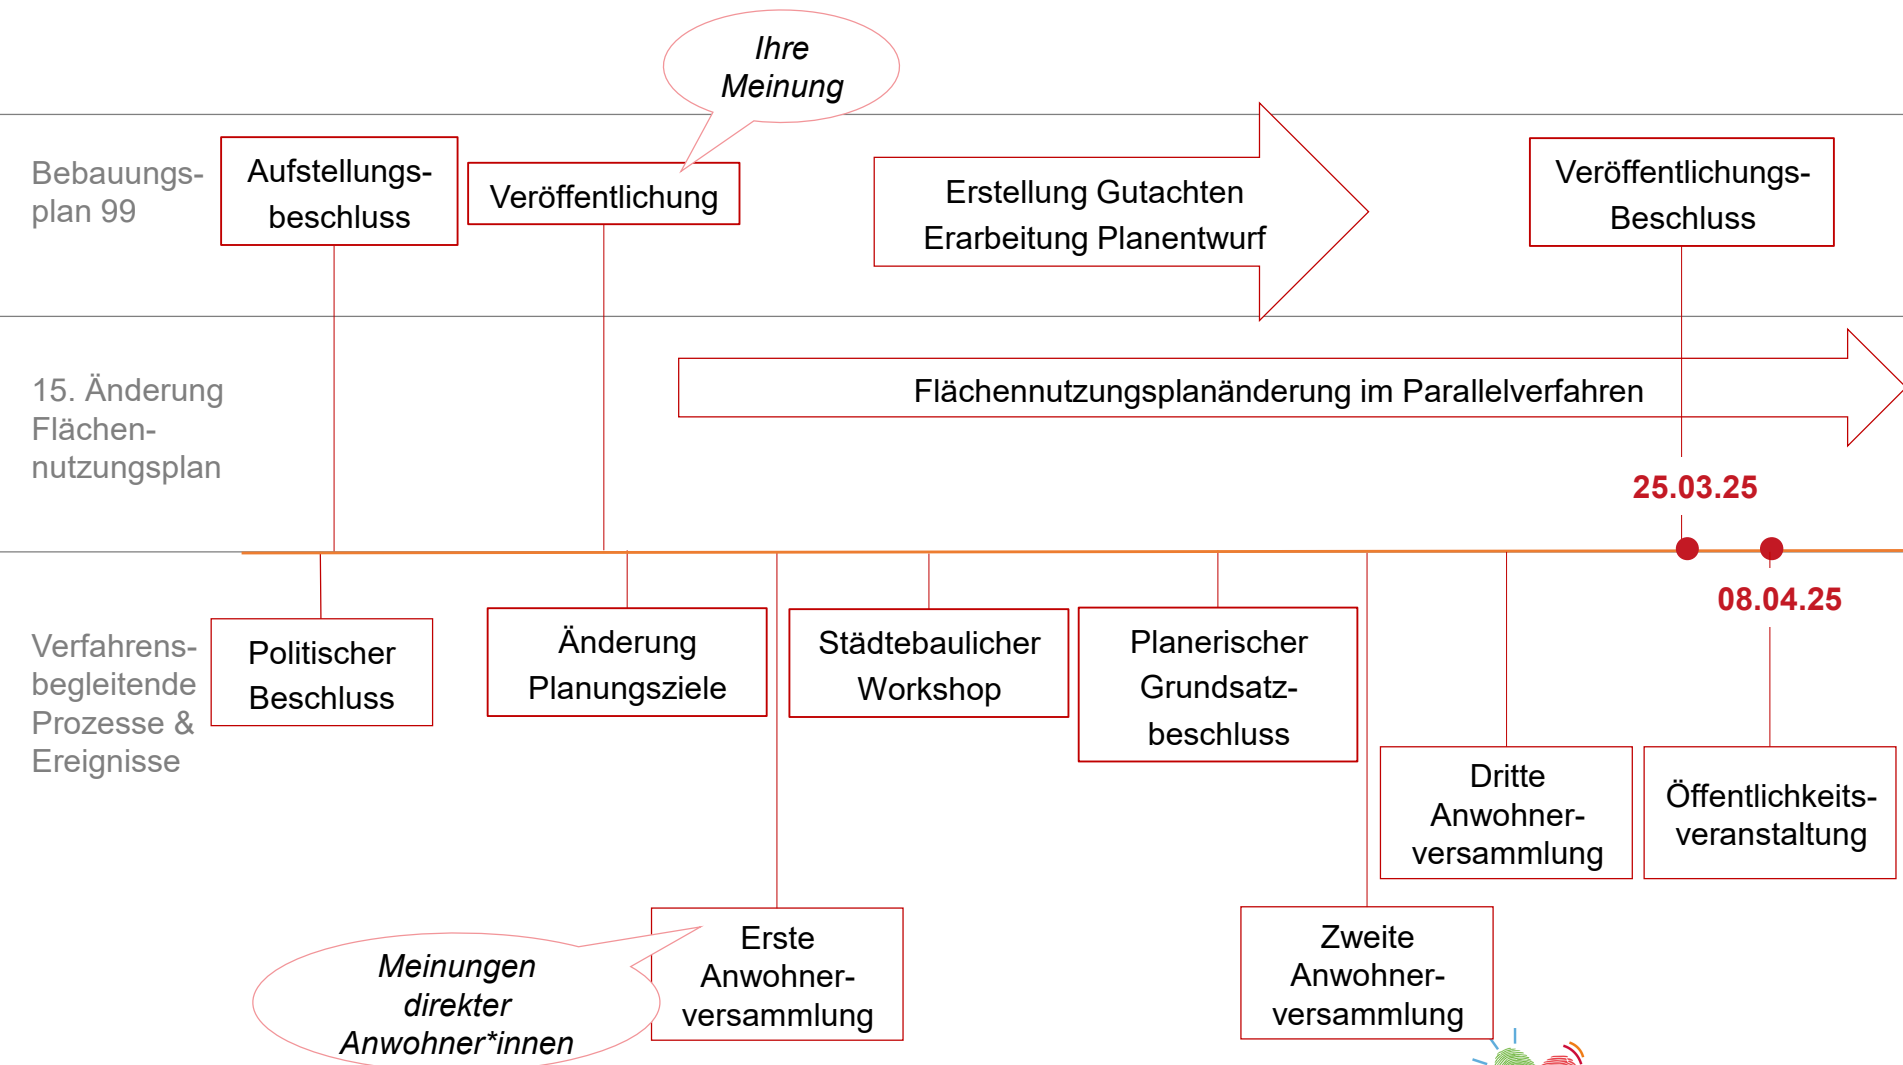 Ihre
Meinung
Bebauungs-
plan 99
Aufstellungs-
beschluss
Veröffentlichung
Erstellung Gutachten
Erarbeitung Planentwurf
Veröffentlichungs-
Beschluss
15. Änderung
Flächen-
nutzungsplan
Flächennutzungsplanänderung im Parallelverfahren
25.03.25
08.04.25
Verfahrens-
begleitende
Prozesse &
Ereignisse
Politischer
Beschluss
Änderung
Planungsziele
Städtebaulicher
Workshop
Planerischer
Grundsatz-
beschluss
Dritte
Anwohner-
versammlung
Öffentlichkeits-
veranstaltung
Meinungen
direkter
Anwohner*innen
Erste
Anwohner-
versammlung
Zweite
Anwohner-
versammlung